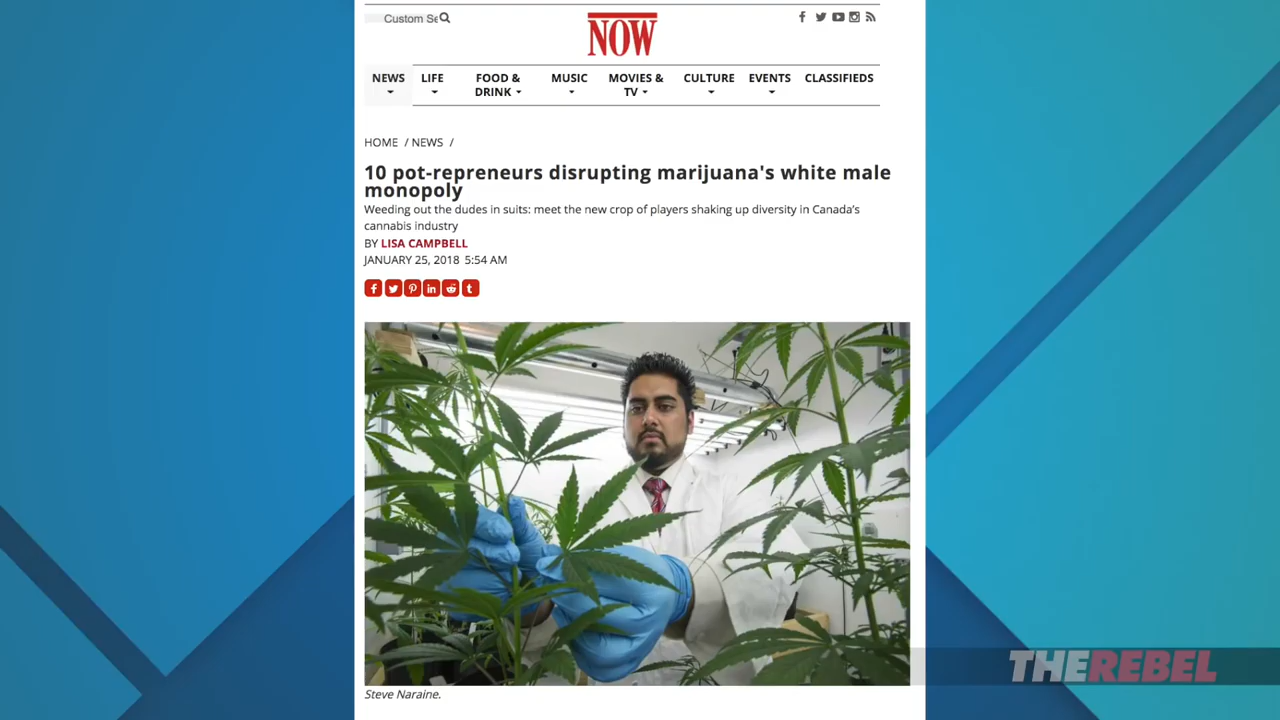 Custom Se
NOW
NEWS
LIFE
FOOD &
DRINK
MUSIC
MOVIES &
TV
CULTURE
EVENTS
CLASSIFIEDS
HOME / NEWS /
10 pot-repreneurs disrupting marijuana's white male
monopoly
Weeding out the dudes in suits: meet the new crop of players shaking up diversity in Canada’s
cannabis industry
BY LISA CAMPBELL
JANUARY 25, 2018 5:54 AM
THEREBEL
Steve Naraine.